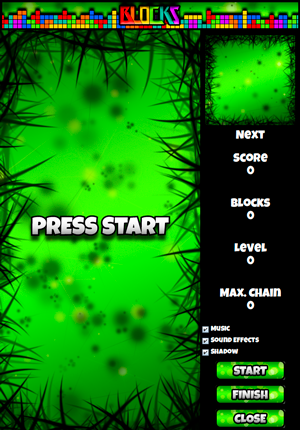 BLOCKS
NEXT
SCORE
0
BLOCKS
0
LEVEL
0
MAX. CHAIN
0
PRESS START
MUSIC
SOUND EFFECTS
SHADOW
START
FINISH
CLOSE